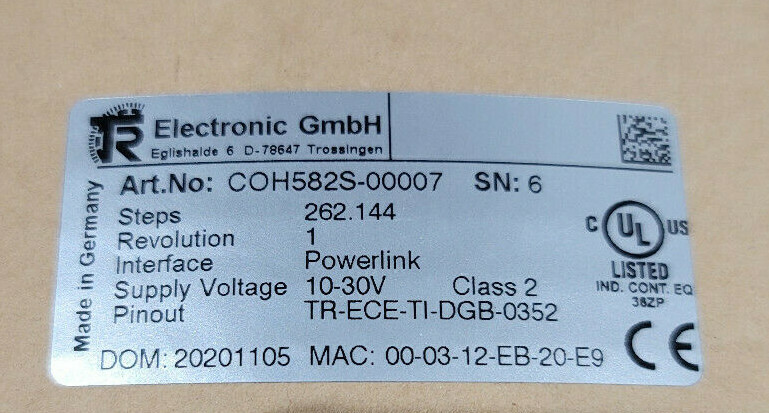 TR Electronic GmbH
Eglishalde 6 D-78647 Trossingen
Art.No: COH582S-00007 SN: 6
Steps 262.144
Revolution 1
Interface Powerlink
Supply Voltage 10-30V Class 2
Pinout TR-ECE-TI-DGB-0352
DOM: 20201105 MAC: 00-03-12-EB-20-E9
Made in Germany
C UL US
LISTED
IND. CONT. EQ
38ZP
CE